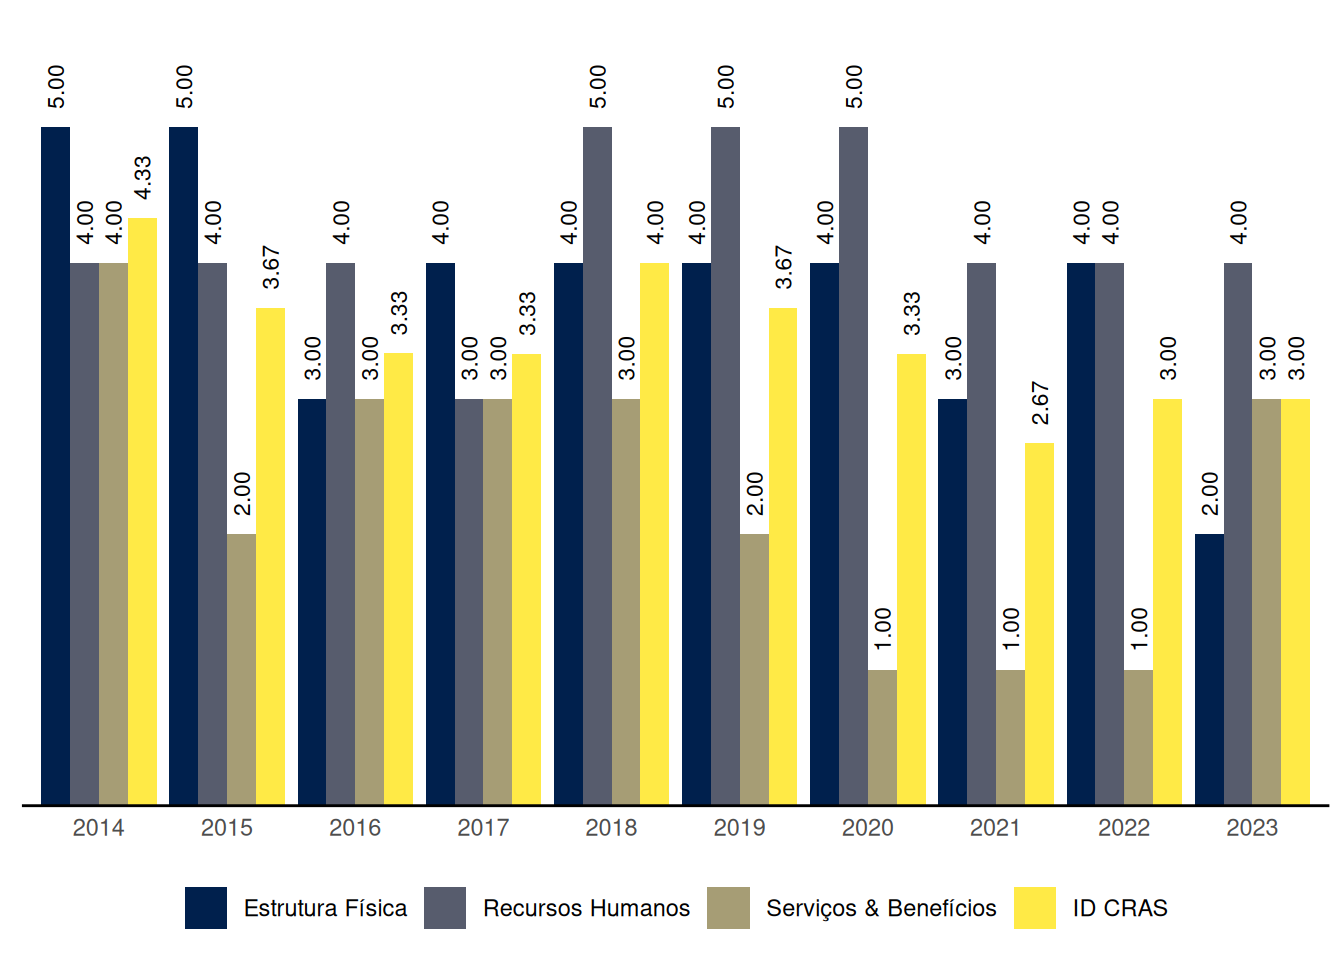 5.00 4.00 4.00 4.33 5.00 4.00 2.00 3.67 3.00 4.00 3.00 3.33 4.00 3.00 3.00 3.33 4.00 5.00 3.00 4.00 4.00 5.00 2.00 3.67 4.00 5.00 1.00 3.33 3.00 4.00 1.00 2.67 4.00 4.00 1.00 3.00 2.00 4.00 3.00 3.00
2014 2015 2016 2017 2018 2019 2020 2021 2022 2023
Estrutura Física Recursos Humanos Serviços & Benefícios ID CRAS